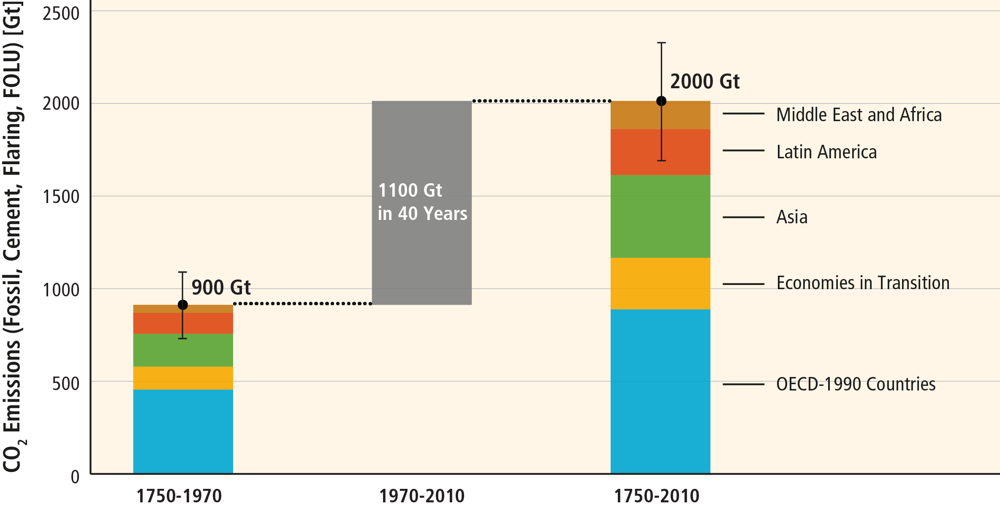 CO2 Emissions (Fossil, Cement, Flaring, FOLU) [Gt]
2500
2000
1500
1000
500
0
900 Gt
1100 Gt
in 40 Years
2000 Gt
Middle East and Africa
Latin America
Asia
Economies in Transition
OECD-1990 Countries
1750-1970
1970-2010
1750-2010